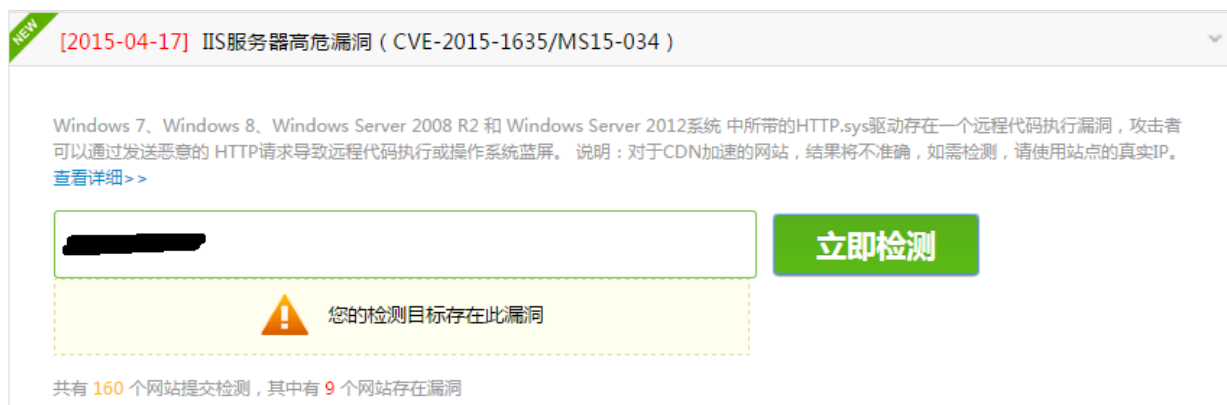 NEW
[2015-04-17] IIS服务器高危漏洞 ( CVE-2015-1635/MS15-034 )
Windows 7、Windows 8、Windows Server 2008 R2 和 Windows Server 2012系统 中所带的HTTP.sys驱动存在一个远程代码执行漏洞，攻击者
可以通过发送恶意的 HTTP请求导致远程代码执行或操作系统蓝屏。 说明：对于CDN加速的网站，结果将不准确，如需检测，请使用站点的真实IP。
查看详细>>
立即检测
您的检测目标存在此漏洞
共有 160 个网站提交检测，其中有 9 个网站存在漏洞